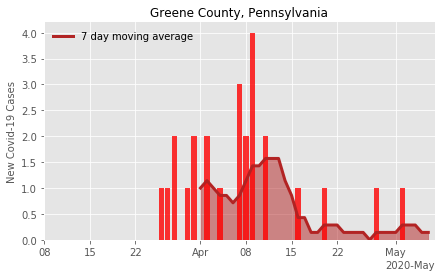 Greene County, Pennsylvania
7 day moving average
New Covid-19 Cases
4.0
3.5
3.0
2.5
2.0
1.5
1.0
0.5
0.0
08 15 22 Apr 08 15 22 May
2020-May